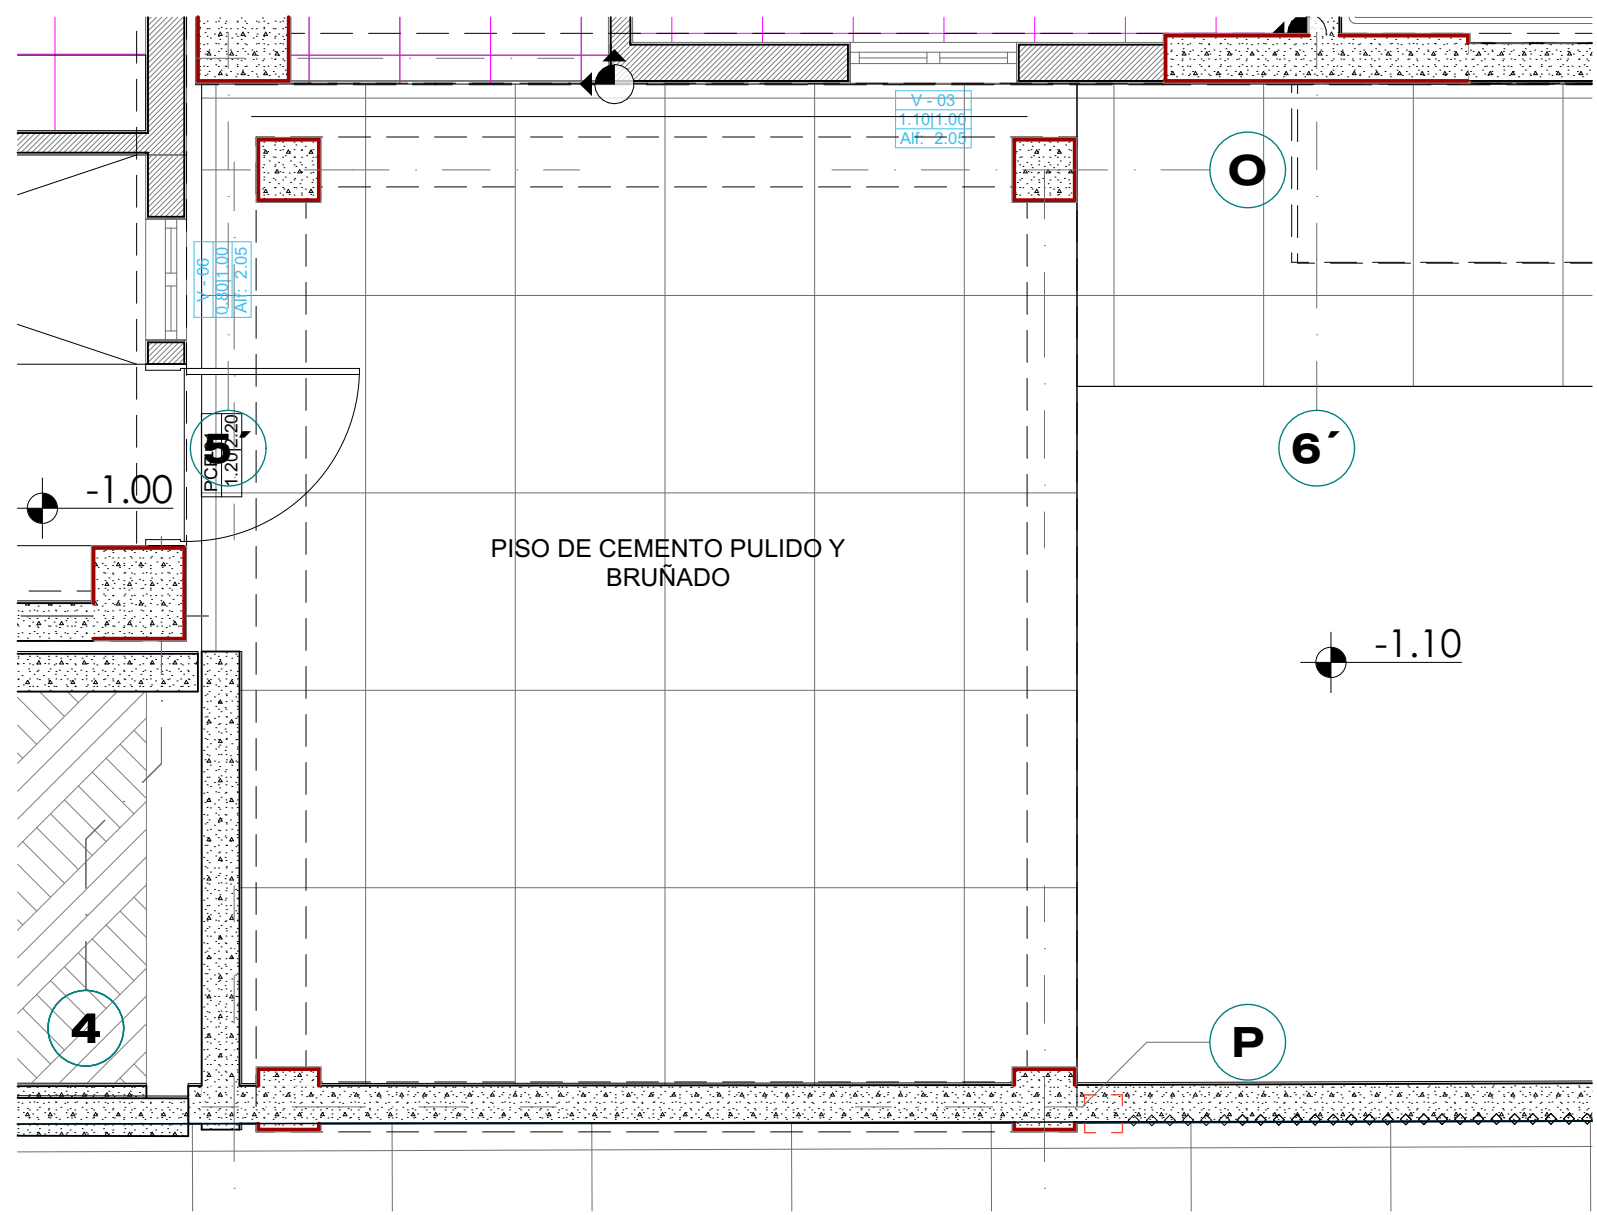 V - 03
1.10|1.00
Alf: 2.05
O
V - 06
0.80|1.00
Alf: 2.05
5´
1.20|2.20
6´
-1.00
PISO DE CEMENTO PULIDO Y
BRUÑADO
-1.10
4
P